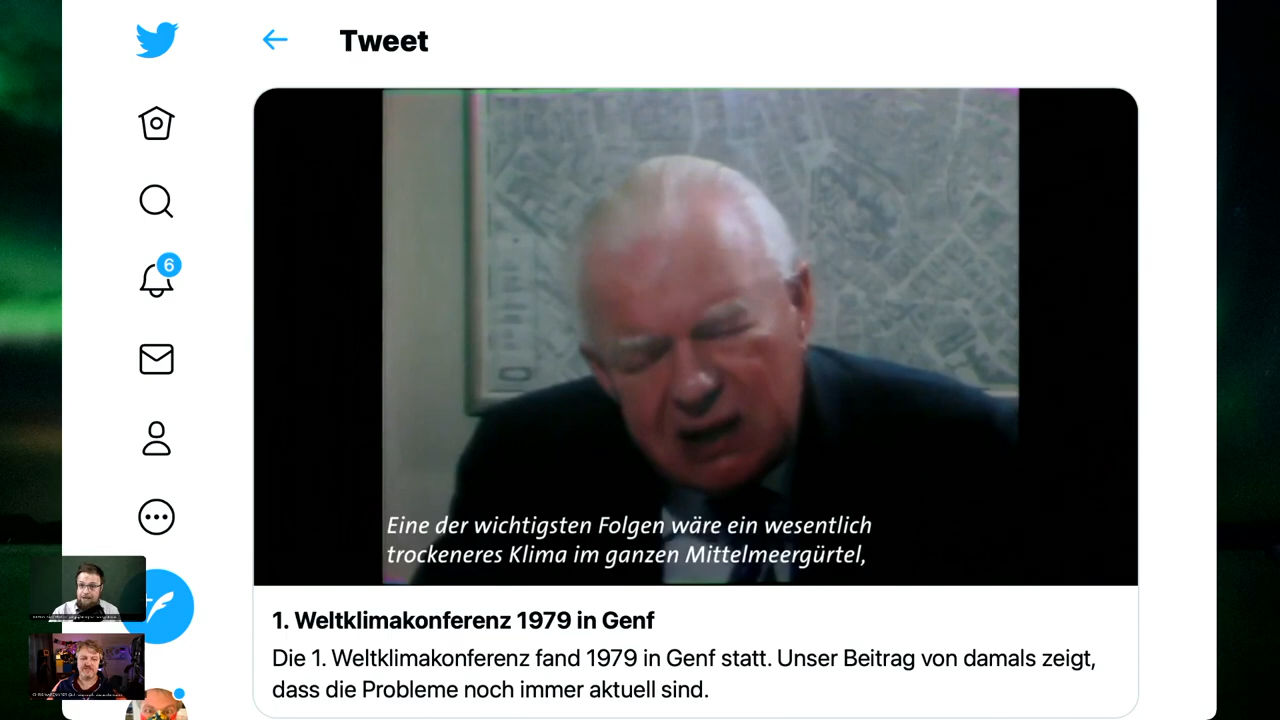 Tweet
6
Eine der wichtigsten Folgen wäre ein wesentlich
trockeneres Klima im ganzen Mittelmeergürtel,
1. Weltklimakonferenz 1979 in Genf
Die 1. Weltklimakonferenz fand 1979 in Genf statt. Unser Beitrag von damals zeigt,
dass die Probleme noch immer aktuell sind.